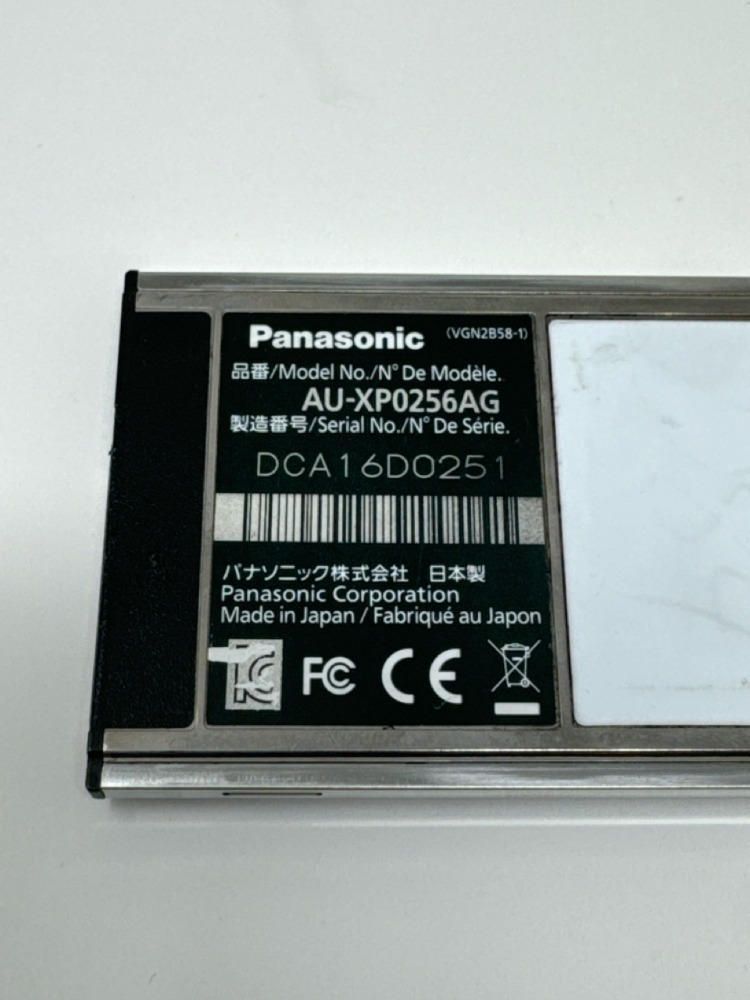 Panasonic (VGN2B58-1)
品番/Model No./N° De Modèle.
AU-XP0256AG
製造番号/Serial No./N° De Série.
DCA16D0251
パナソニック株式会社 日本製
Panasonic Corporation
Made in Japan / Fabriqué au Japon
FC CE